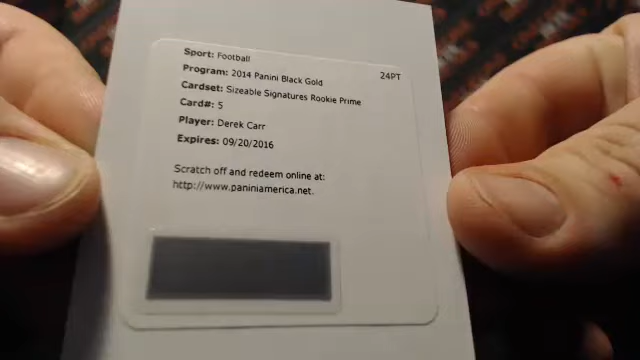 Sport: Football
24PT
Program: 2014 Panini Black Gold
Cardset: Sizeable Signatures Rookie Prime
Card#: 5
Player: Derek Carr
Expires: 09/20/2016
Scratch off and redeem online at:
http://www.paniniamerica.net.